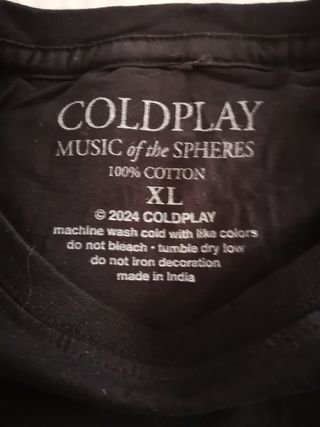 COLDPLAY
MUSIC of the SPHERES
100% COTTON
XL
© 2024 COLDPLAY
machine wash cold with like colors
do not bleach • tumble dry low
do not iron decoration
made in India